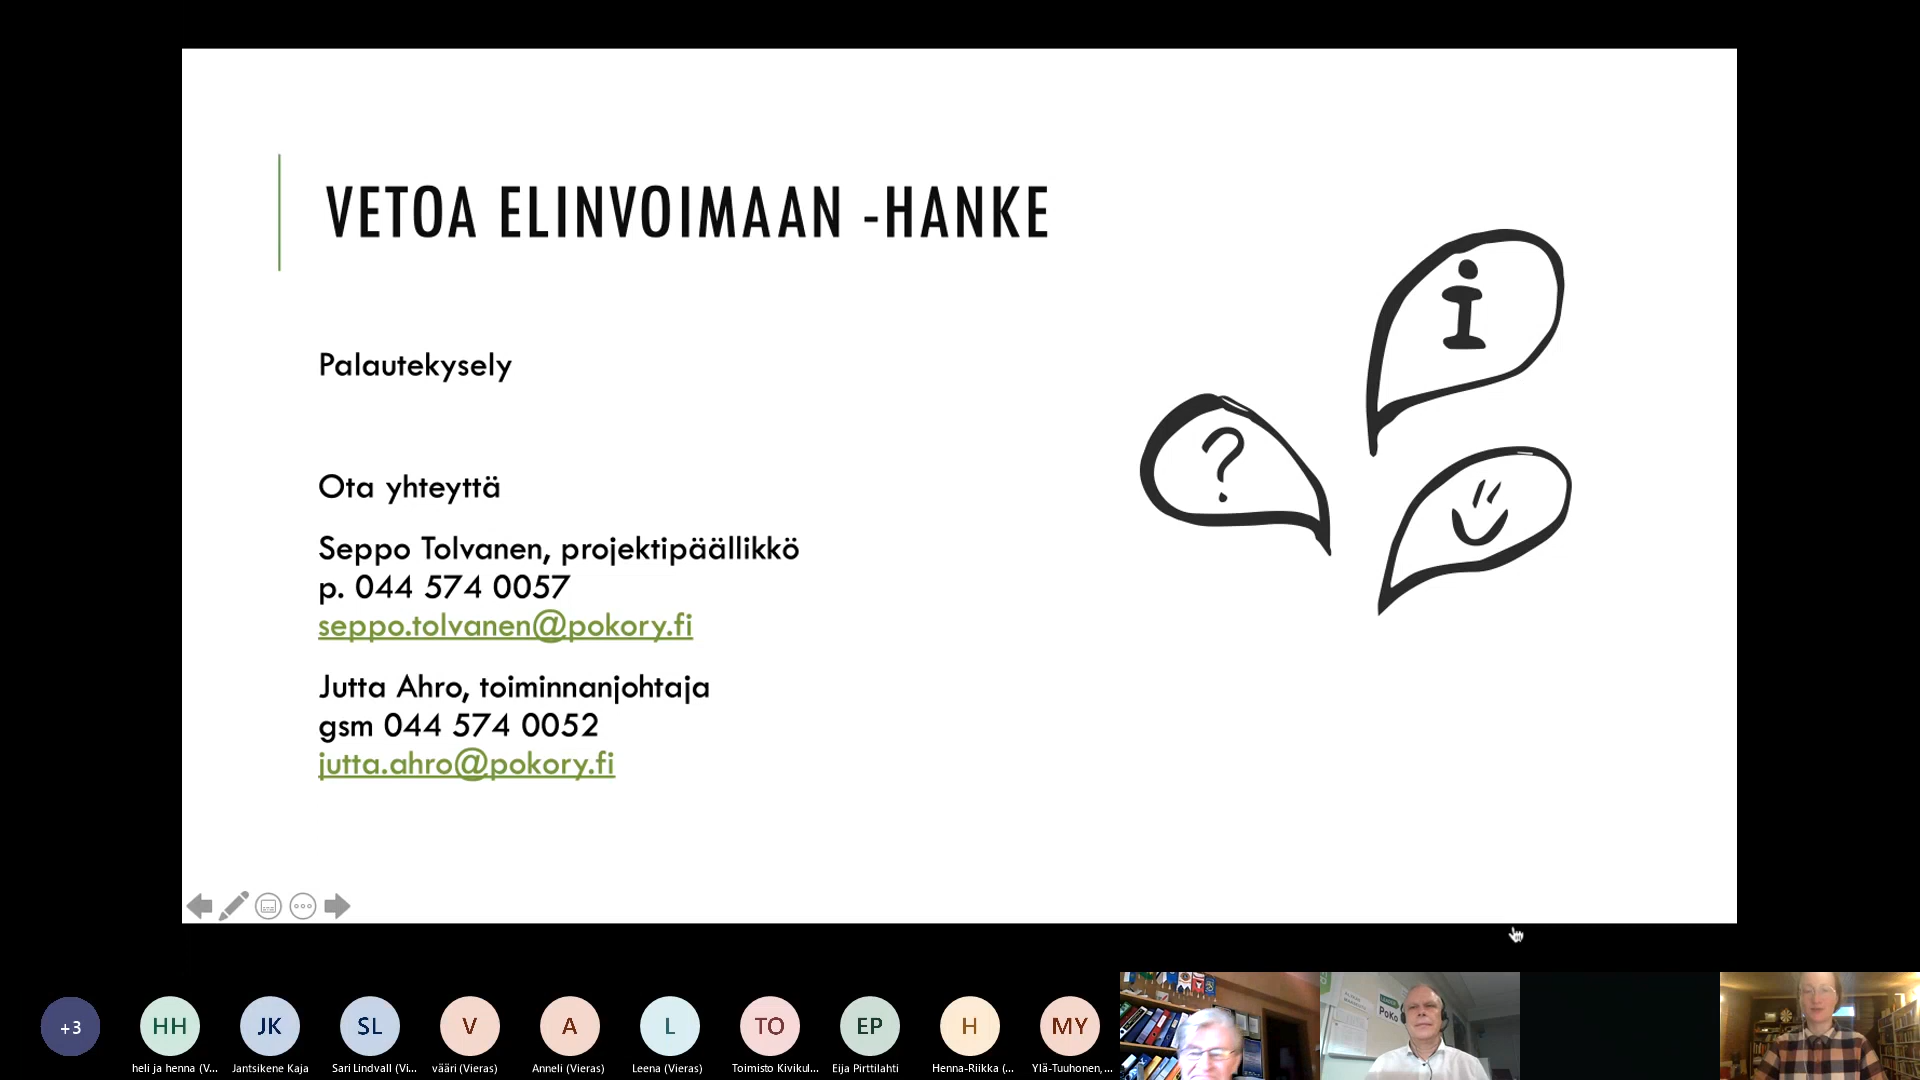 VETOA ELINVOIMAAN -HANKE
i
?
Palautekysely
Ota yhteyttä
Seppo Tolvanen, projektipäällikkö
p. 044 574 0057
seppo.tolvanen@pokory.fi
Jutta Ahro, toiminnanjohtaja
gsm 044 574 0052
jutta.ahro@pokory.fi
+3
HH
JK
SL
V
A
L
TO
EP
H
MY
heli ja henna (V...
Jantsikene Kaja
Sari Lindvall (Vi...
vääri (Vieras)
Anneli (Vieras)
Leena (Vieras)
Toimisto Kivikul...
Eija Pirttilahti
Henna-Riikka (...
Ylä-Tuuhonen,...
PoKo